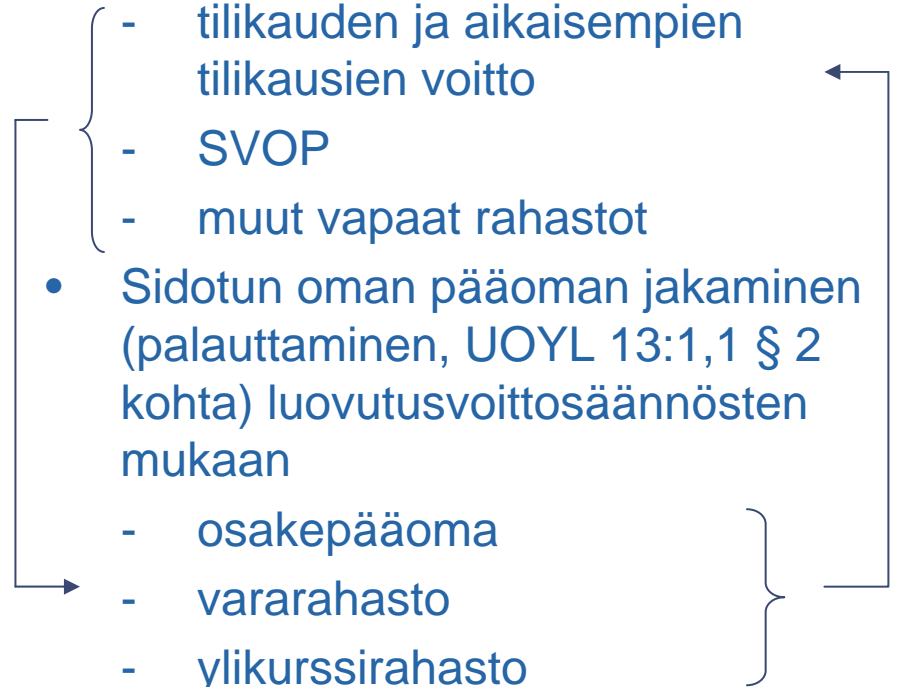 - tilikauden ja aikaisempien
tilikausien voitto
- SVOP
- muut vapaat rahastot
• Sidotun oman pääoman jakaminen
(palauttaminen, UOYL 13:1,1 § 2
kohta) luovutusvoittosäännösten
mukaan
- osakepääoma
- vararahasto
- ylikurssirahasto